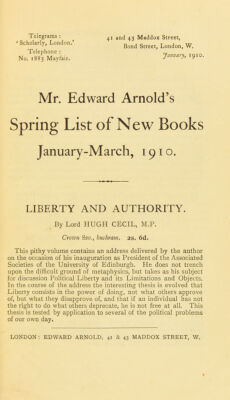 Telegrams :
'Scholarly, London.'
Telephone :
No. 1883 Mayfair.
41 and 43 Maddox Street,
Bond Street, London, W.
January, 1910.
Mr. Edward Arnold's
Spring List of New Books
January-March, 1910.
LIBERTY AND AUTHORITY.
By Lord HUGH CECIL, M.P.
Crown 8vo., buckram. 2s. 6d.
This pithy volume contains an address delivered by the author
on the occasion of his inauguration as President of the Associated
Societies of the University of Edinburgh. He does not trench
upon the difficult ground of metaphysics, but takes as his subject
for discussion Political Liberty and its Limitations and Objects.
In the course of the address the interesting thesis is evolved that
Liberty consists in the power of doing, not what others approve
of, but what they disapprove of, and that if an individual has not
the right to do what others deprecate, he is not free at all. This
thesis is tested by application to several of the political problems
of our own day.
LONDON: EDWARD ARNOLD, 41 & 43 MADDOX STREET, W.